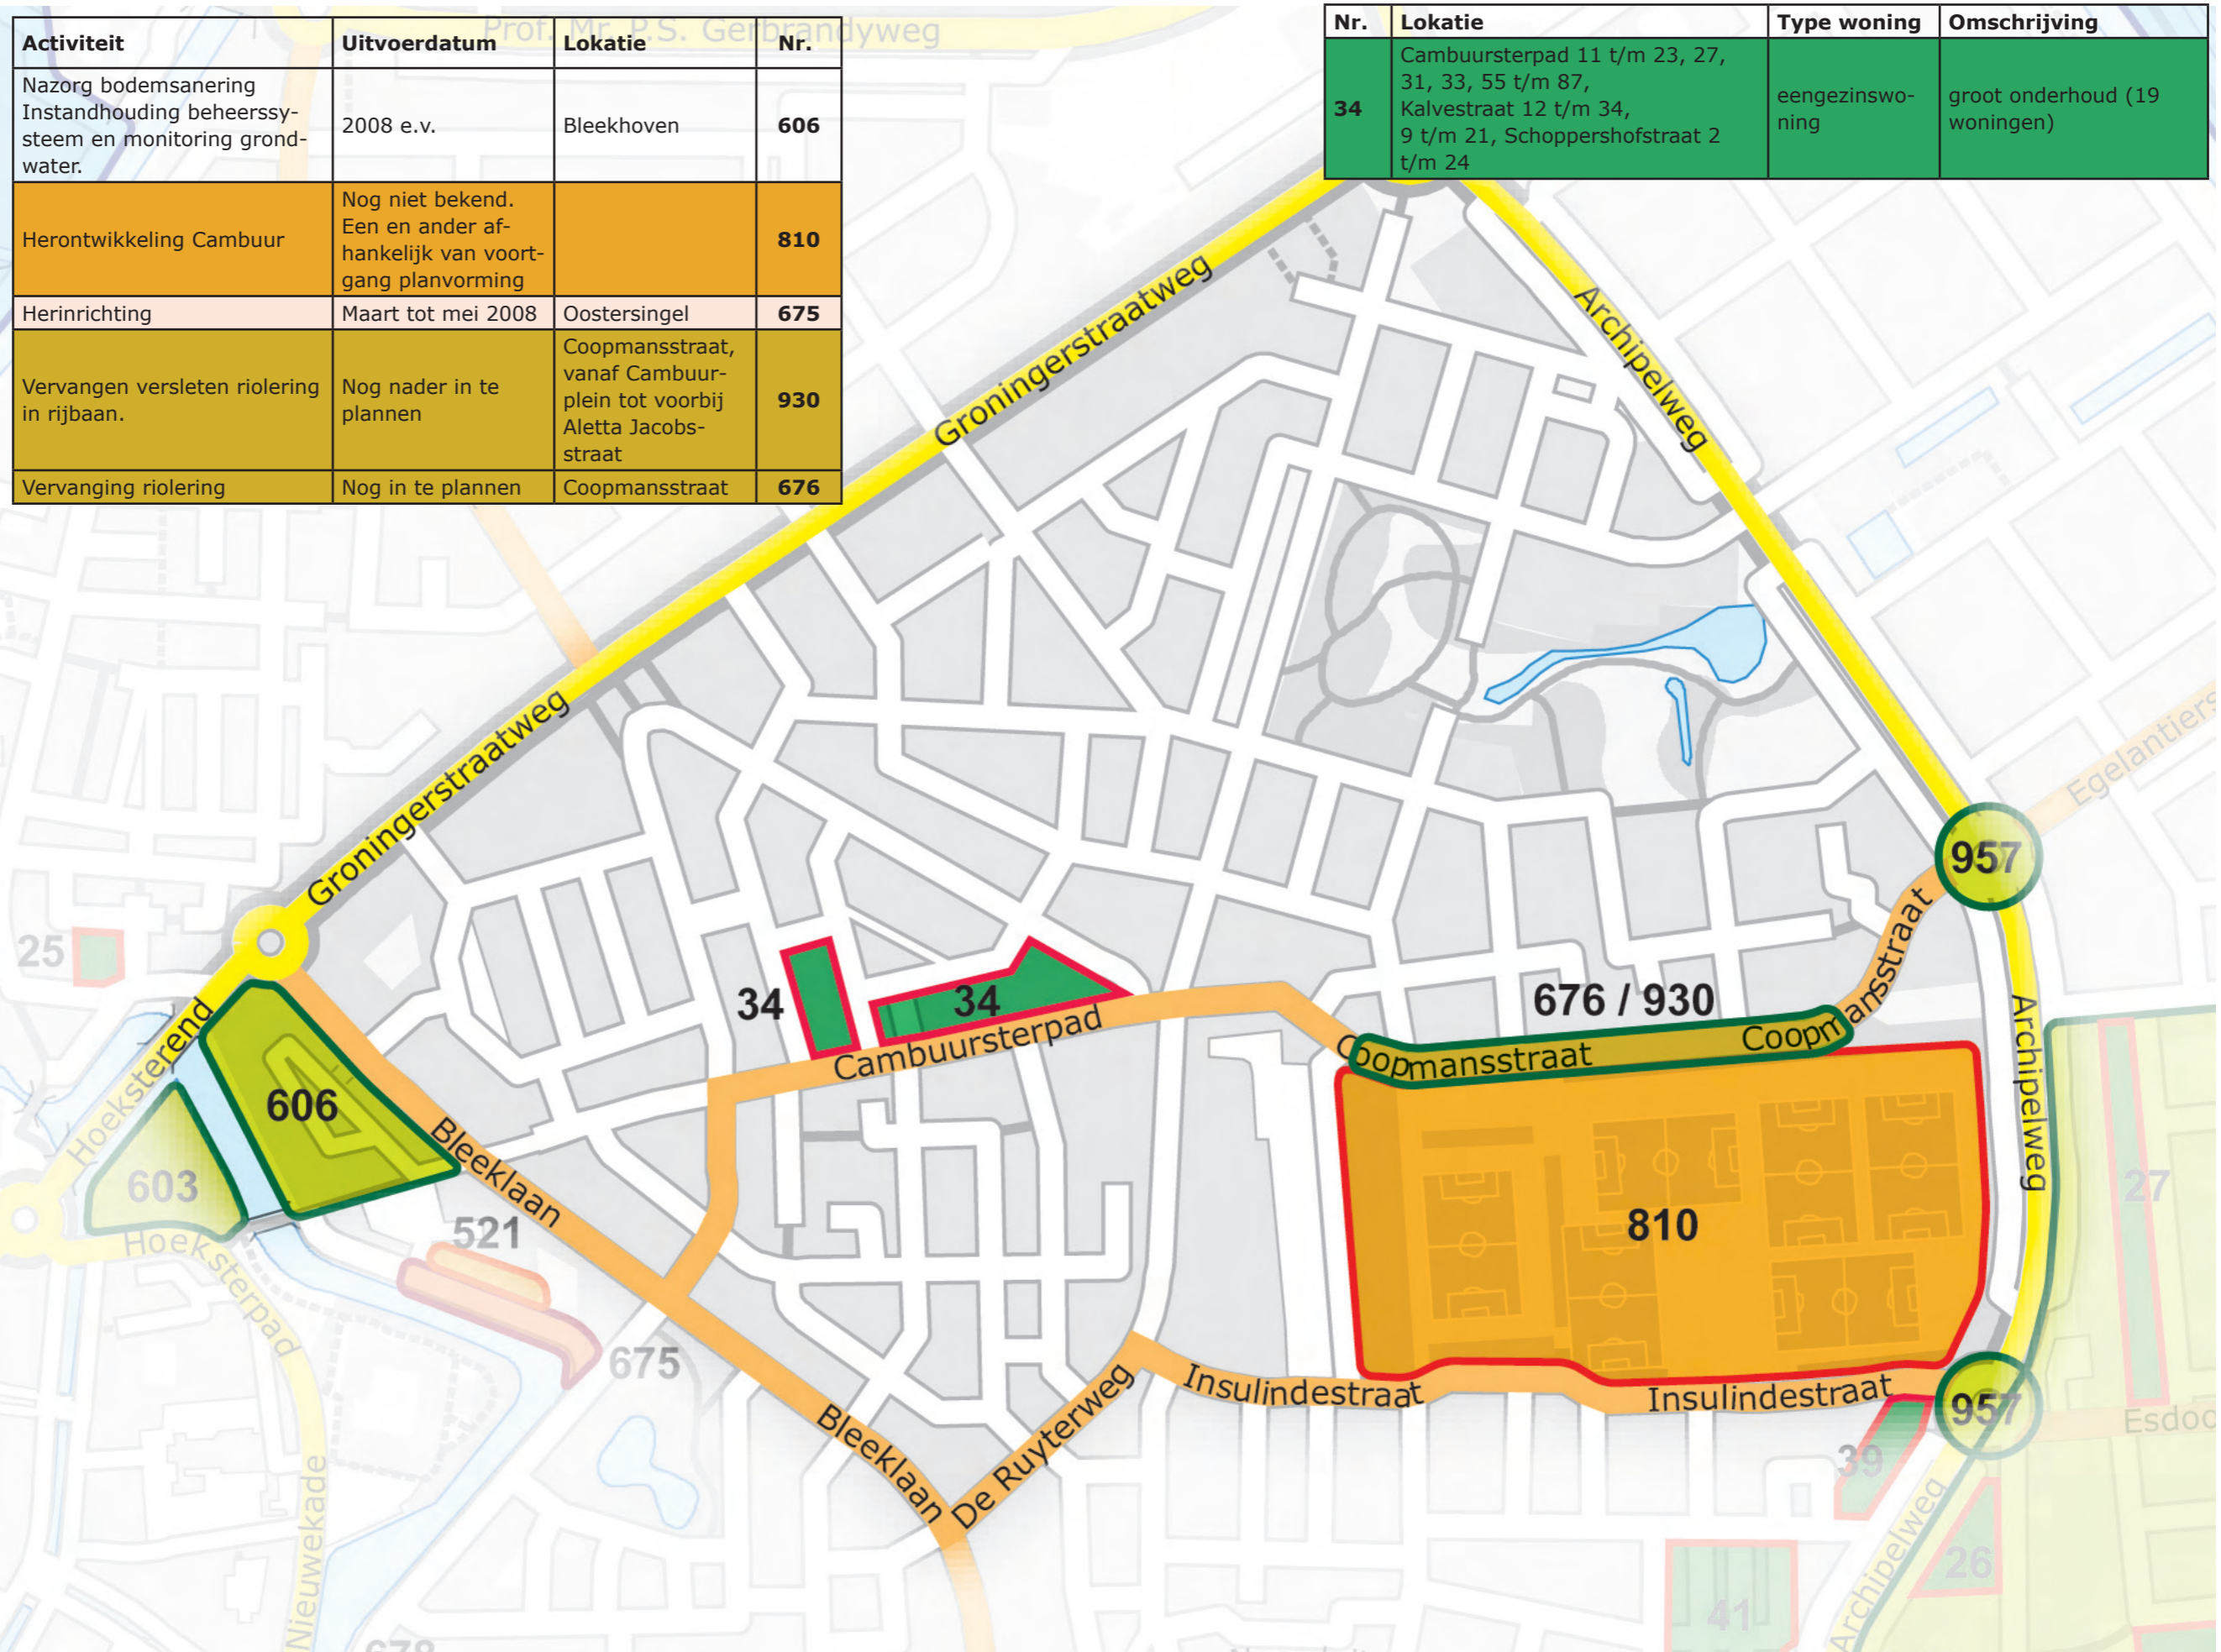 Prof. Mr. P.S. Gerbrandyweg
Activiteit Uitvoerdatum Lokatie Nr.
Nazorg bodemsanering
Instandhouding beheerssy-
steem en monitoring grond-
water.
2008 e.v.
Bleekhoven
606
Herontwikkeling Cambuur
Nog niet bekend.
Een en ander af-
hankelijk van voort-
gang planvorming
810
Herinrichting Maart tot mei 2008 Oostersingel 675
Vervangen versleten riolering
in rijbaan.
Nog nader in te
plannen
Coopmansstraat,
vanaf Cambuur-
plein tot voorbij
Aletta Jacobs-
straat
930
Vervanging riolering Nog in te plannen Coopmansstraat 676
Nr. Lokatie Type woning Omschrijving
34
Cambuursterpad 11 t/m 23, 27,
31, 33, 55 t/m 87,
Kalvestraat 12 t/m 34,
9 t/m 21, Schoppershofstraat 2
t/m 24
eengezinswo-
ning
groot onderhoud (19
woningen)
Groningerstraatweg
Archipelweg
Groningerstraatweg
Egelantiers
957
25
34
34
676 / 930
Coopmansstraat
Cambuursterpad
Coopmansstraat
Coopm
Archipelweg
Hoeksterend
606
603
Bleeklaan
521
Hoeksterpad
810
27
675
Insulindestraat
Insulindestraat
957
Esdoo
De Ruyterweg
Bleeklaan
39
Nieuwekade
Archipelweg
26
41
678